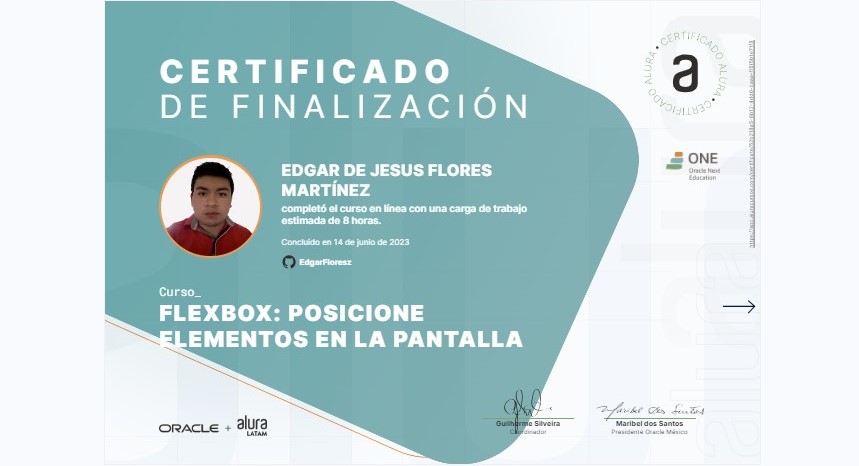 CERTIFICADO
DE FINALIZACIÓN
EDGAR DE JESUS FLORES
MARTÍNEZ
completó el curso en línea con una carga de trabajo
estimada de 8 horas.
Concluido en 14 de junio de 2023
EdgarFloresz
Curso_
FLEXBOX: POSICIONE
ELEMENTOS EN LA PANTALLA
ORACLE + alura
LATAM
Guilherme Silveira
Coordinador
Maribel dos Santos
Presidente Oracle México
CERTIFICADO ALURA • CERTIFICADO ALURA •
a
ONE
Oracle Next
Education
alura